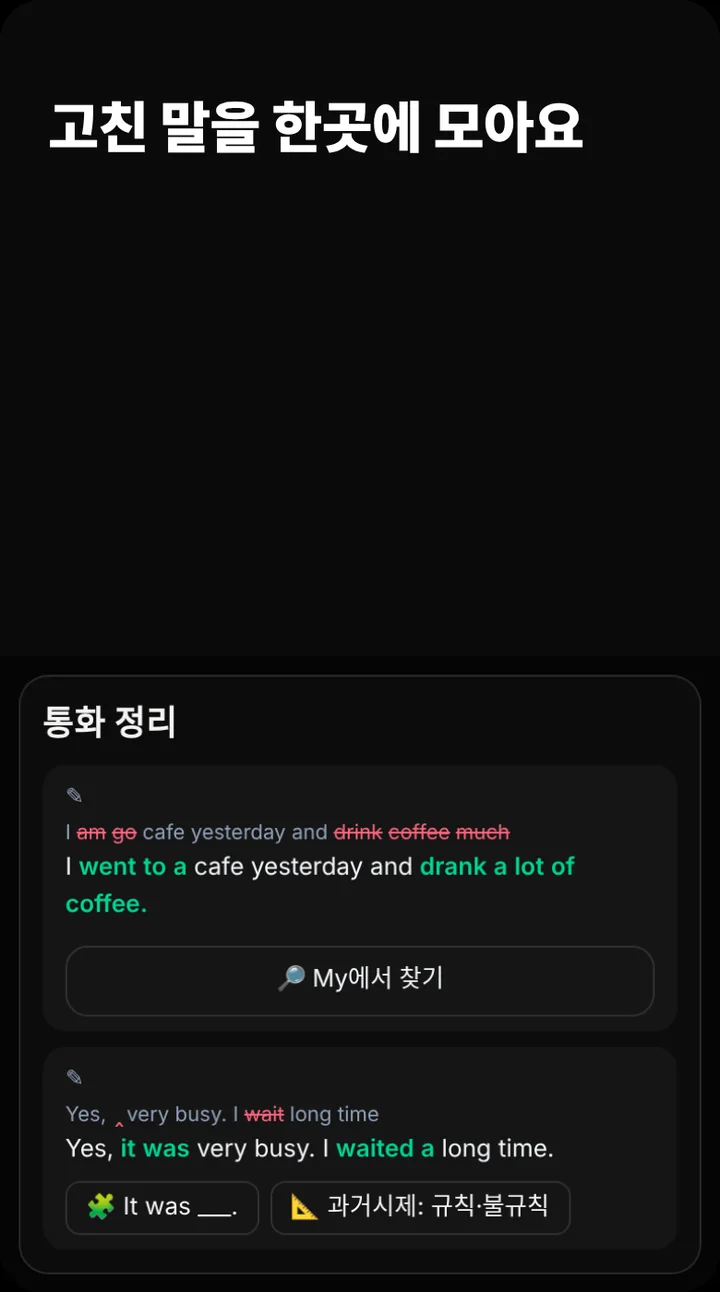 고친 말을 한곳에 모아요
통화 정리
✎
I am go cafe yesterday and drink coffee much
I went to a cafe yesterday and drank a lot of
coffee.
🔎 My에서 찾기
✎
Yes, ‸very busy. I wait long time
Yes, it was very busy. I waited a long time.
🧩 It was ___. 📐 과거시제: 규칙·불규칙